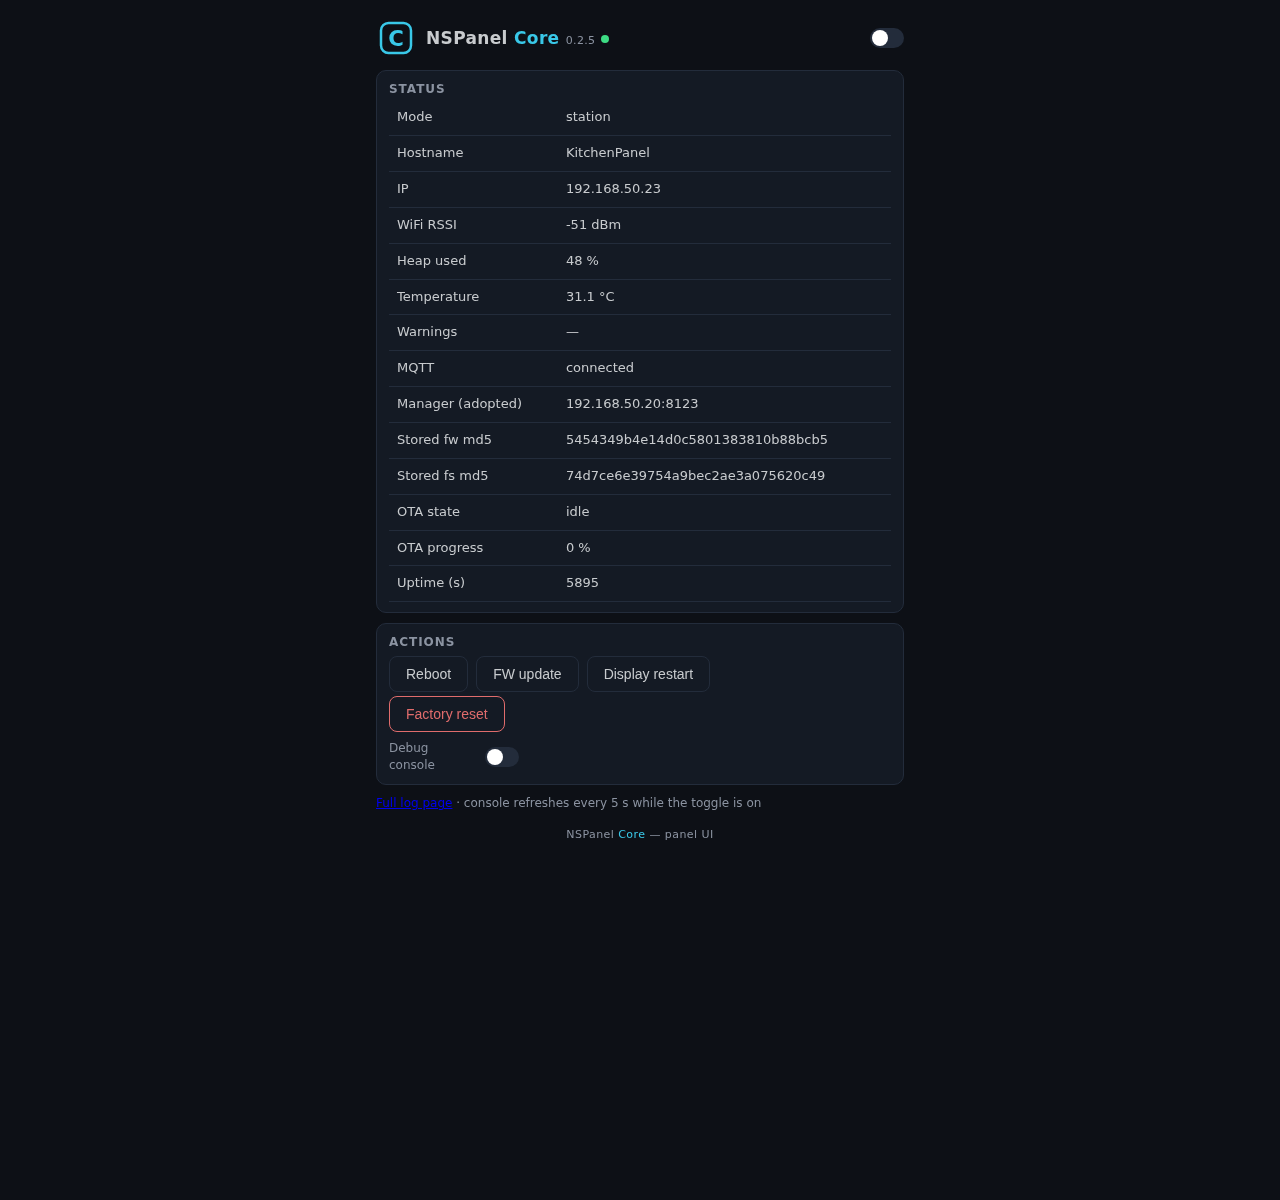 C NSPanel Core 0.2.5
STATUS
Mode station
Hostname KitchenPanel
IP 192.168.50.23
WiFi RSSI -51 dBm
Heap used 48 %
Temperature 31.1 °C
Warnings —
MQTT connected
Manager (adopted) 192.168.50.20:8123
Stored fw md5 5454349b4e14d0c5801383810b88bcb5
Stored fs md5 74d7ce6e39754a9bec2ae3a075620c49
OTA state idle
OTA progress 0 %
Uptime (s) 5895
ACTIONS
Reboot FW update Display restart
Factory reset
Debug
console
Full log page · console refreshes every 5 s while the toggle is on
NSPanel Core — panel UI